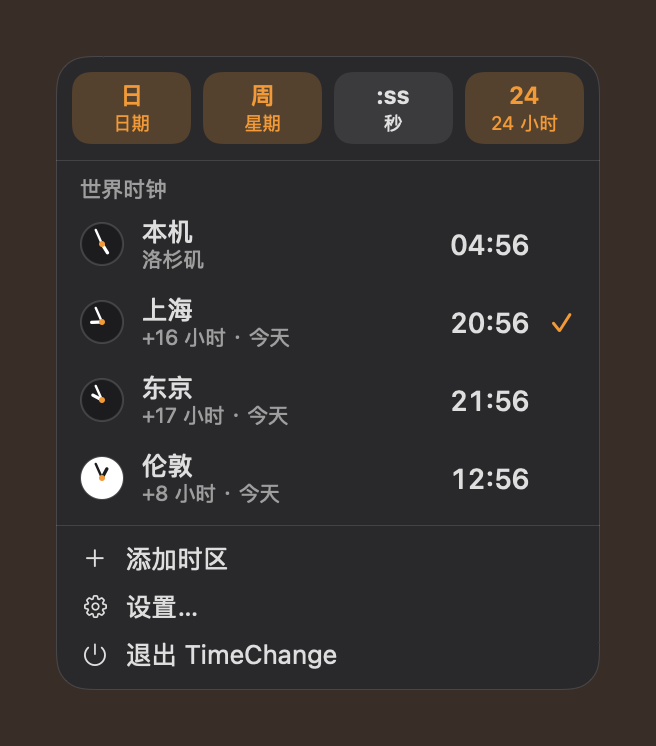 日 周 :ss 24
日期 星期 秒 24 小时
世界时钟
本机
洛杉矶
04:56
上海
+16 小时 · 今天
20:56
东京
+17 小时 · 今天
21:56
伦敦
+8 小时 · 今天
12:56
添加时区
设置...
退出 TimeChange